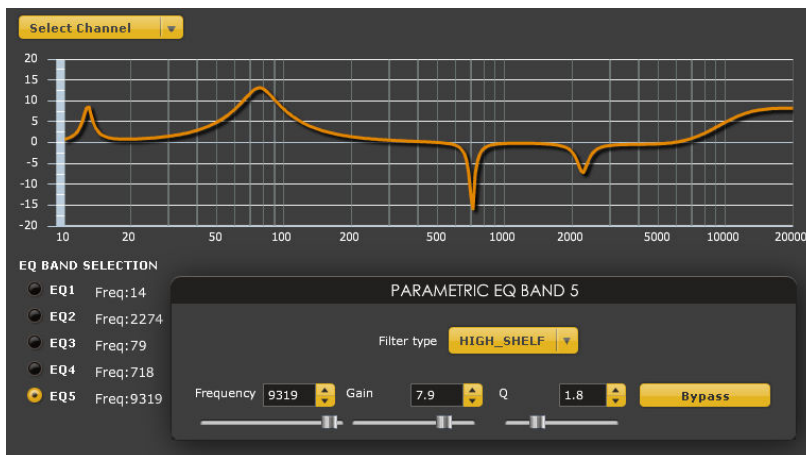 Select Channel
20
15
10
5
0
-5
-10
-15
-20
10 20 50 100 200 500 1000 2000 5000 10000 20000
EQ BAND SELECTION
EQ1 Freq:14
EQ2 Freq:2274
EQ3 Freq:79
EQ4 Freq:718
EQ5 Freq:9319
PARAMETRIC EQ BAND 5
Filter type HIGH_SHELF
Frequency 9319 Gain 7.9 Q 1.8 Bypass